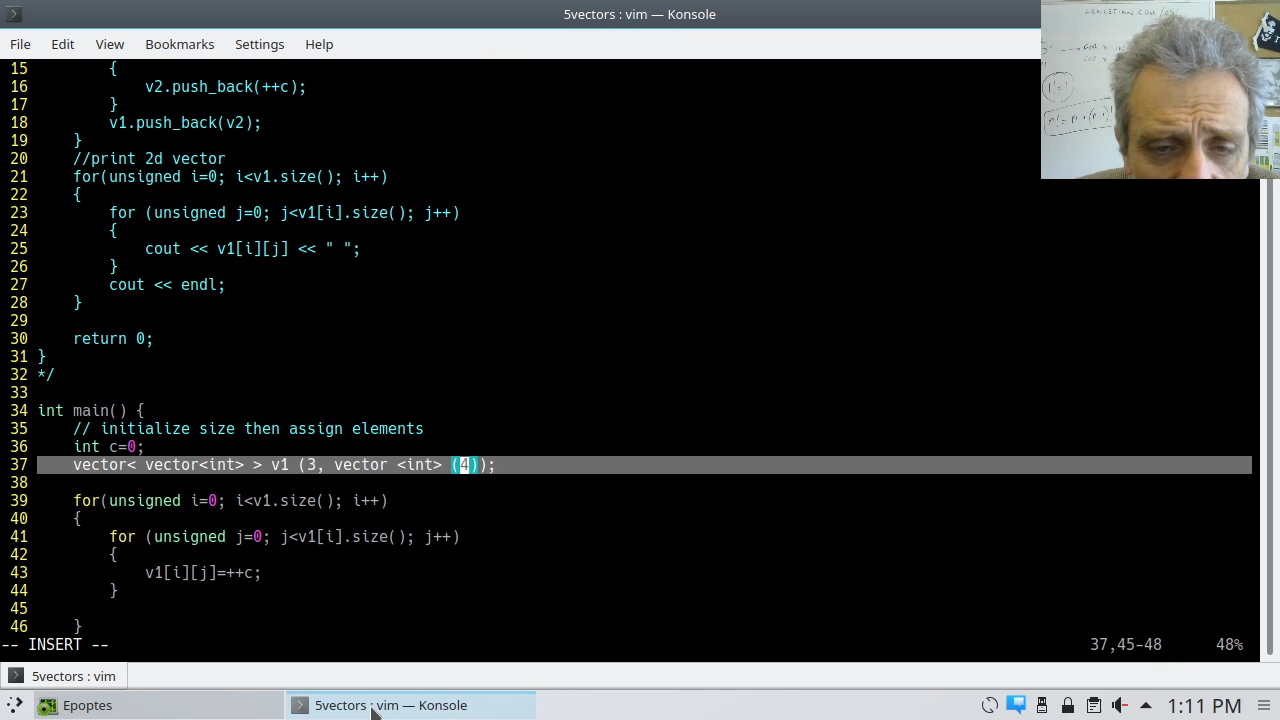 5vectors : vim — Konsole
File Edit View Bookmarks Settings Help
15         {
16             v2.push_back(++c);
17         }
18         v1.push_back(v2);
19     }
20     //print 2d vector
21     for(unsigned i=0; i<v1.size(); i++)
22     {
23         for (unsigned j=0; j<v1[i].size(); j++)
24         {
25             cout << v1[i][j] << " ";
26         }
27         cout << endl;
28     }
29
30     return 0;
31 }
32 */
33
34 int main() {
35     // initialize size then assign elements
36     int c=0;
37     vector< vector<int> > v1 (3, vector <int> (4));
38
39     for(unsigned i=0; i<v1.size(); i++)
40     {
41         for (unsigned j=0; j<v1[i].size(); j++)
42         {
43             v1[i][j]=++c;
44         }
45
46     }
-- INSERT -- 37,45-48 48%
5vectors : vim
Epoptes 5vectors : vim — Konsole 1:11 PM